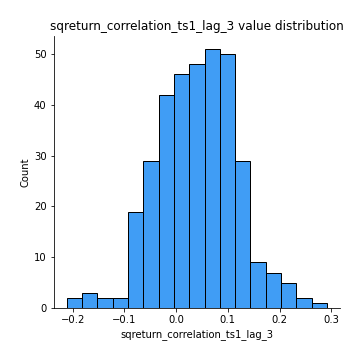 sqreturn_correlation_ts1_lag_3 value distribution
50
40
30
20
10
0
Count
−0.2 −0.1 0.0 0.1 0.2 0.3
sqreturn_correlation_ts1_lag_3